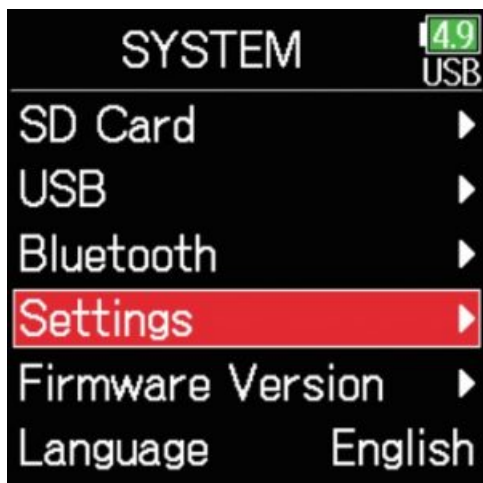 SYSTEM
4.9
USB
SD Card
USB
Bluetooth
Settings
Firmware Version
Language English